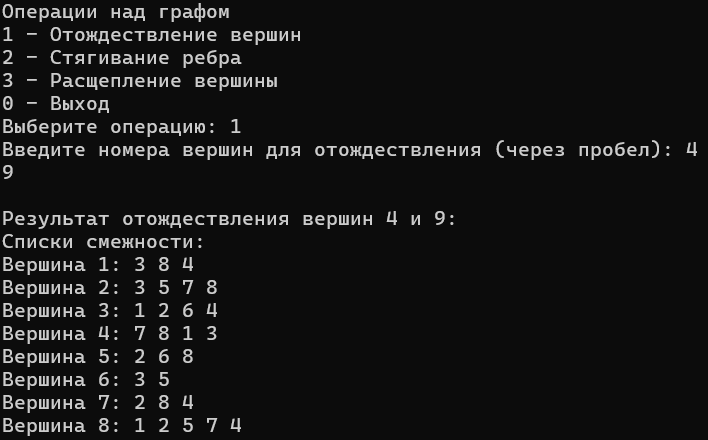 Операции над графом
1 – Отождествление вершин
2 – Стягивание ребра
3 – Расщепление вершины
0 – Выход
Выберите операцию: 1
Введите номера вершин для отождествления (через пробел): 4
9
Результат отождествления вершин 4 и 9:
Списки смежности:
Вершина 1: 3 8 4
Вершина 2: 3 5 7 8
Вершина 3: 1 2 6 4
Вершина 4: 7 8 1 3
Вершина 5: 2 6 8
Вершина 6: 3 5
Вершина 7: 2 8 4
Вершина 8: 1 2 5 7 4